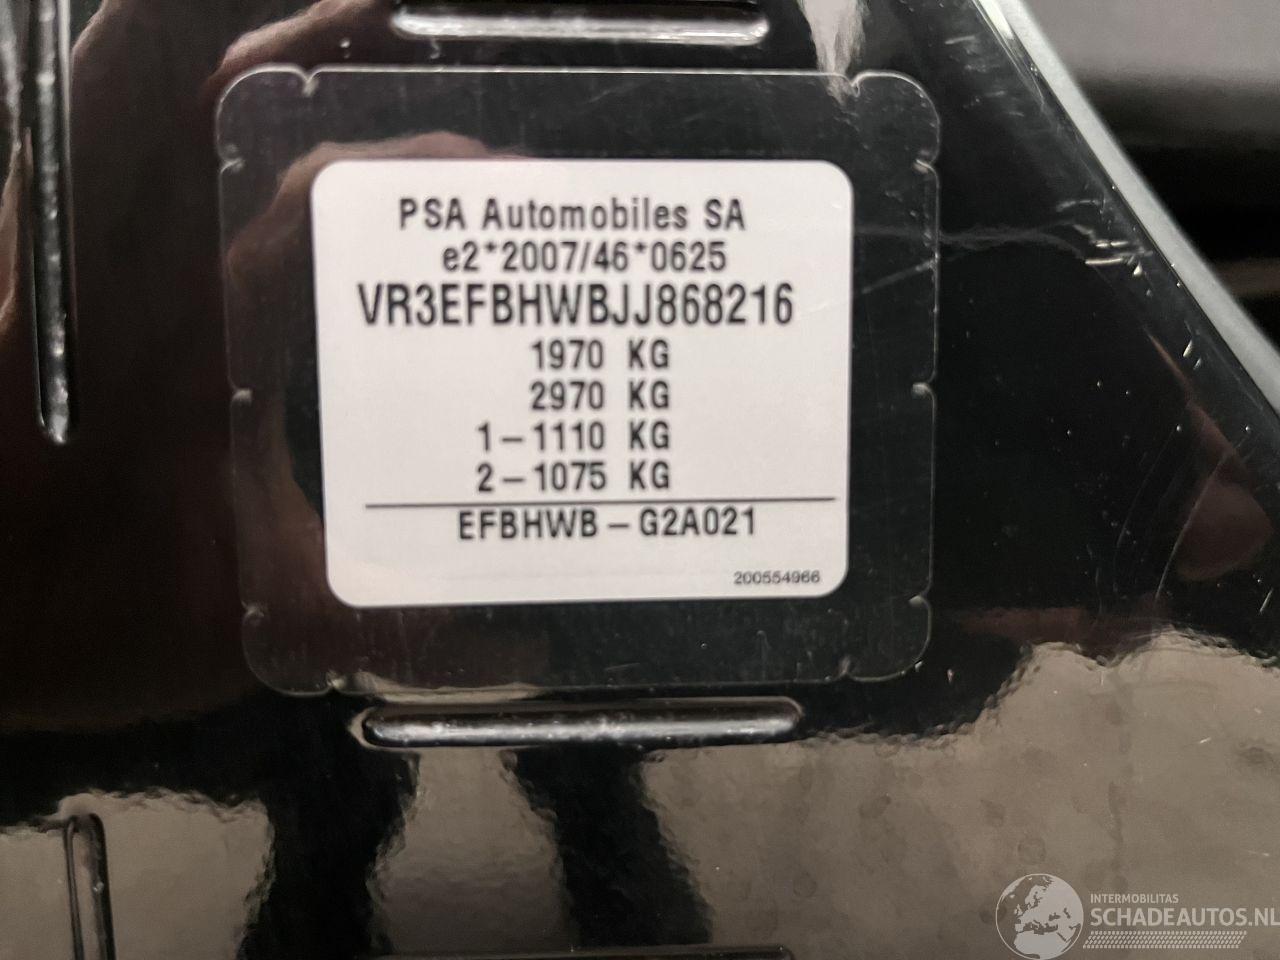 PSA Automobiles SA
e2*2007/46*0625
VR3EFBHWBJJ868216
1970 KG
2970 KG
1-1110 KG
2-1075 KG
EFBHWB-G2A021
200554966
INTERMOBILITAS
SCHADEAUTOS.NL